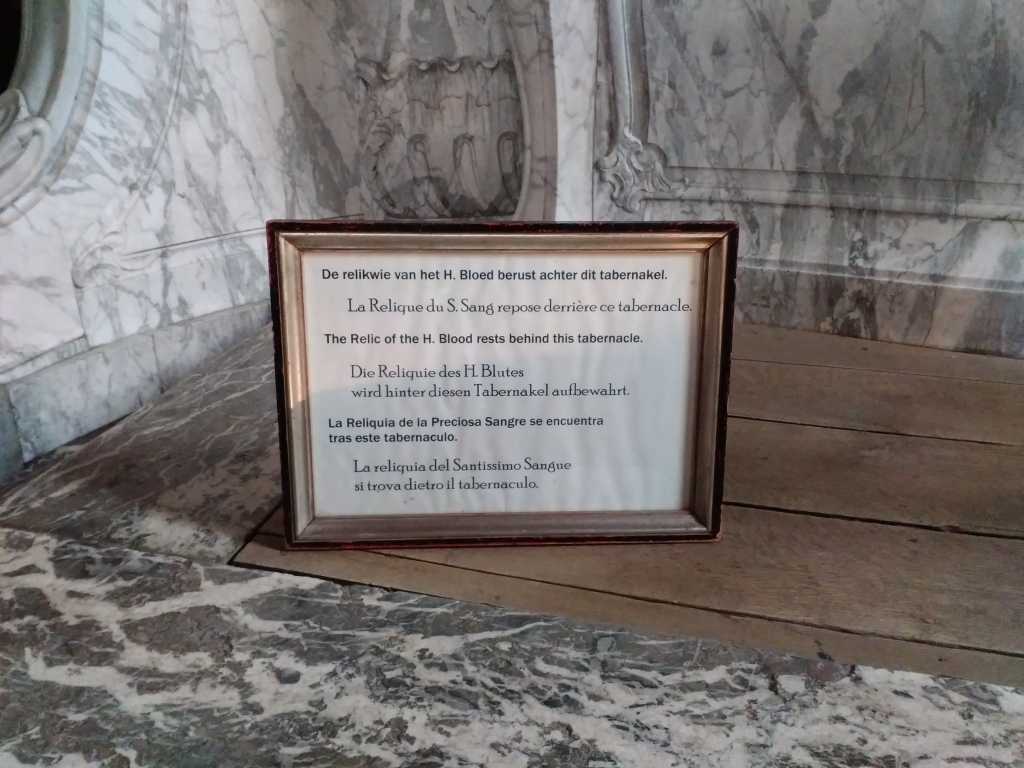 De relikwie van het H. Bloed berust achter dit tabernakel.
La Relique du S. Sang repose derrière ce tabernacle.
The Relic of the H. Blood rests behind this tabernacle.
Die Reliquie des H. Blutes
wird hinter diesen Tabernakel aufbewahrt.
La Reliquia de la Preciosa Sangre se encuentra
tras este tabernaculo.
La reliquia del Santissimo Sangue
si trova dietro il tabernaculo.